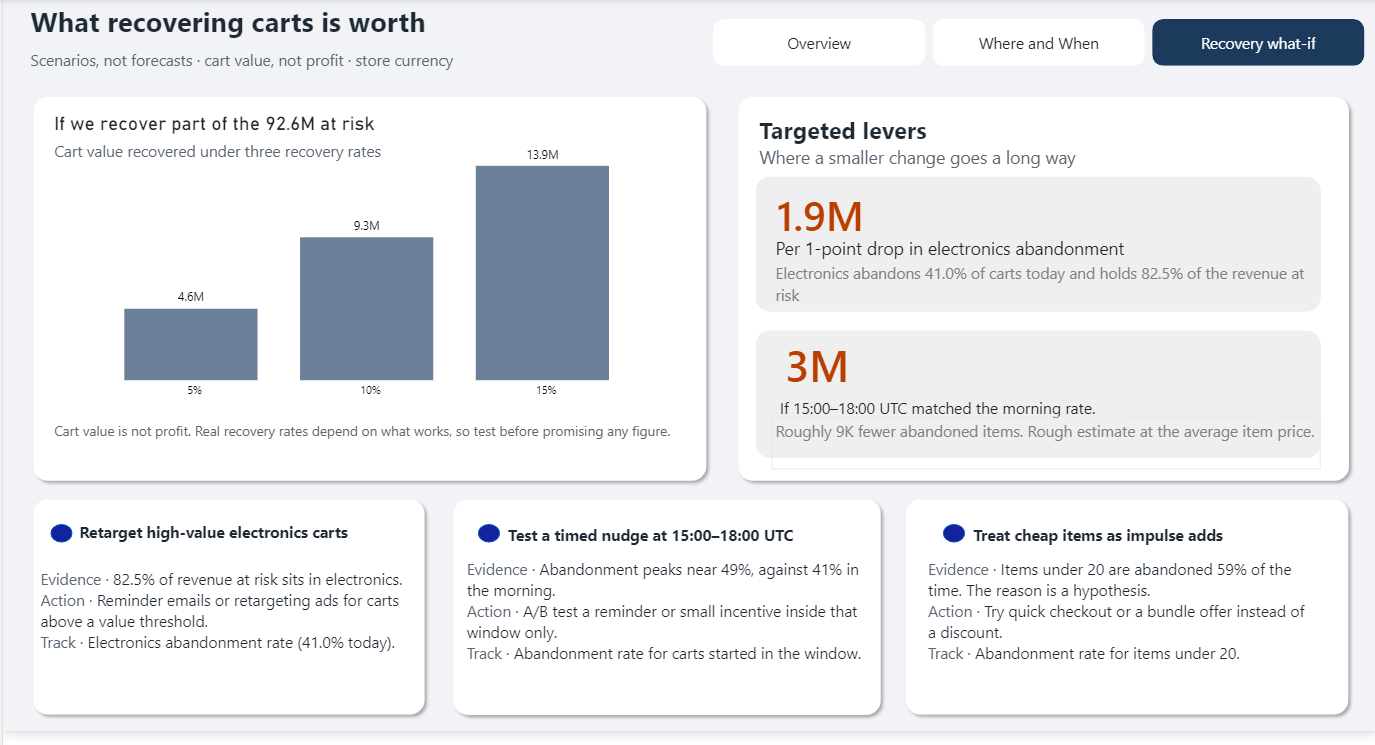 What recovering carts is worth
Scenarios, not forecasts · cart value, not profit · store currency
Overview
Where and When
Recovery what-if
If we recover part of the 92.6M at risk
Cart value recovered under three recovery rates
4.6M
9.3M
13.9M
5%
10%
15%
Cart value is not profit. Real recovery rates depend on what works, so test before promising any figure.
Targeted levers
Where a smaller change goes a long way
1.9M
Per 1-point drop in electronics abandonment
Electronics abandons 41.0% of carts today and holds 82.5% of the revenue at
risk
3M
If 15:00–18:00 UTC matched the morning rate.
Roughly 9K fewer abandoned items. Rough estimate at the average item price.
Retarget high-value electronics carts
Evidence · 82.5% of revenue at risk sits in electronics.
Action · Reminder emails or retargeting ads for carts
above a value threshold.
Track · Electronics abandonment rate (41.0% today).
Test a timed nudge at 15:00–18:00 UTC
Evidence · Abandonment peaks near 49%, against 41% in
the morning.
Action · A/B test a reminder or small incentive inside that
window only.
Track · Abandonment rate for carts started in the window.
Treat cheap items as impulse adds
Evidence · Items under 20 are abandoned 59% of the
time. The reason is a hypothesis.
Action · Try quick checkout or a bundle offer instead of
a discount.
Track · Abandonment rate for items under 20.